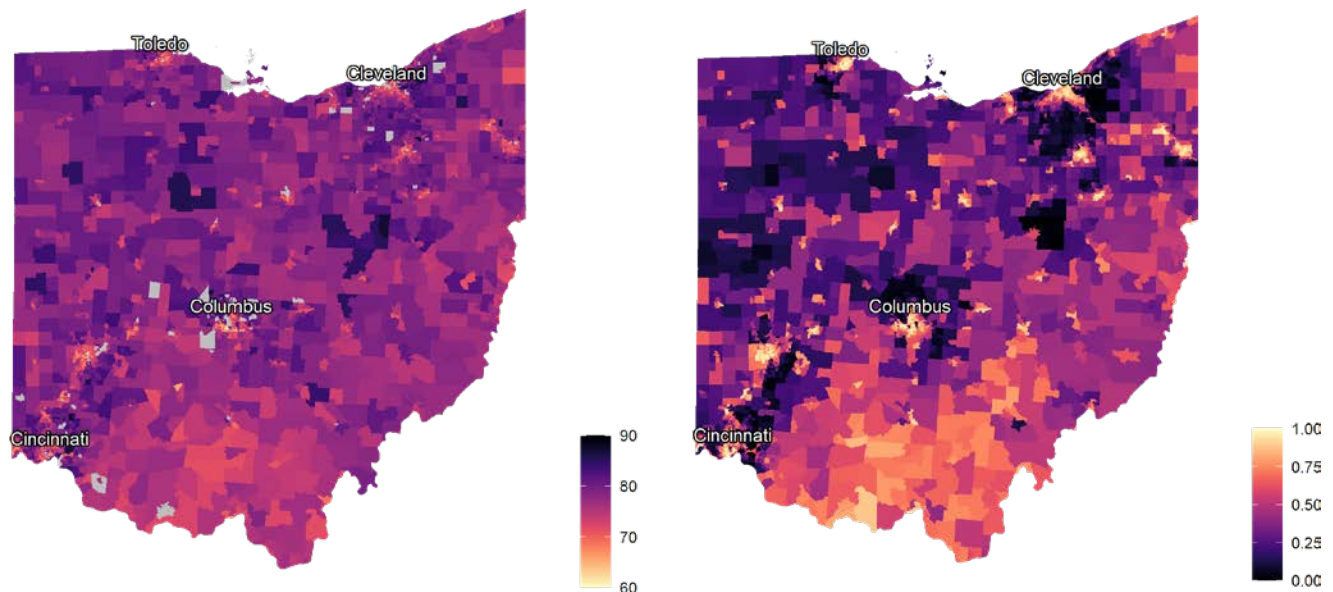 Toledo
Cleveland
Columbus
Cincinnati
90
80
70
60
Toledo
Cleveland
Columbus
Cincinnati
1.00
0.75
0.50
0.25
0.00